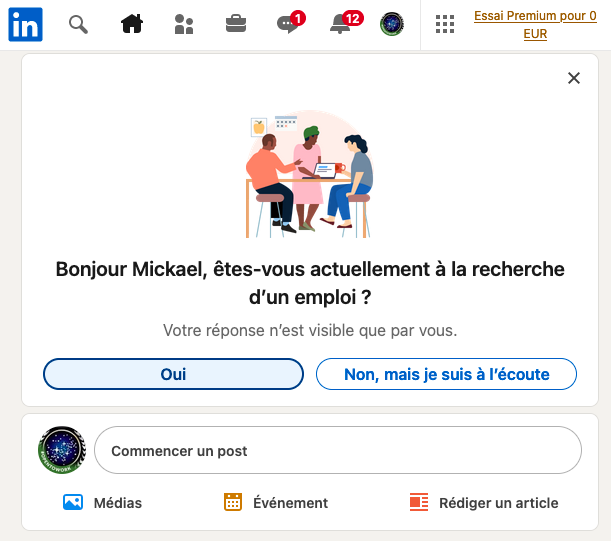 in
1
12
Essai Premium pour 0
EUR
Bonjour Mickael, êtes-vous actuellement à la recherche
d’un emploi ?
Votre réponse n’est visible que par vous.
Oui
Non, mais je suis à l’écoute
#OPENTOWORK
Commencer un post
Médias
Événement
Rédiger un article